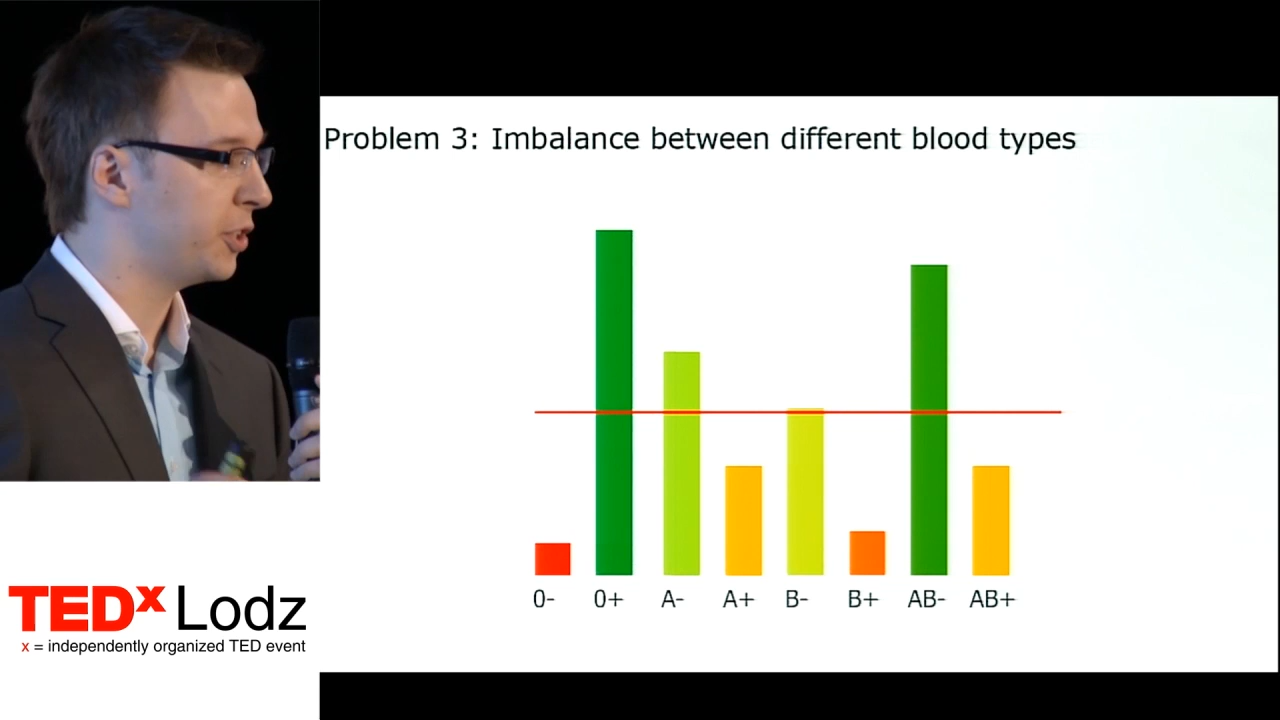 Problem 3: Imbalance between different blood types
0- 0+ A- A+ B- B+ AB- AB+
TEDx Lodz
x = independently organized TED event